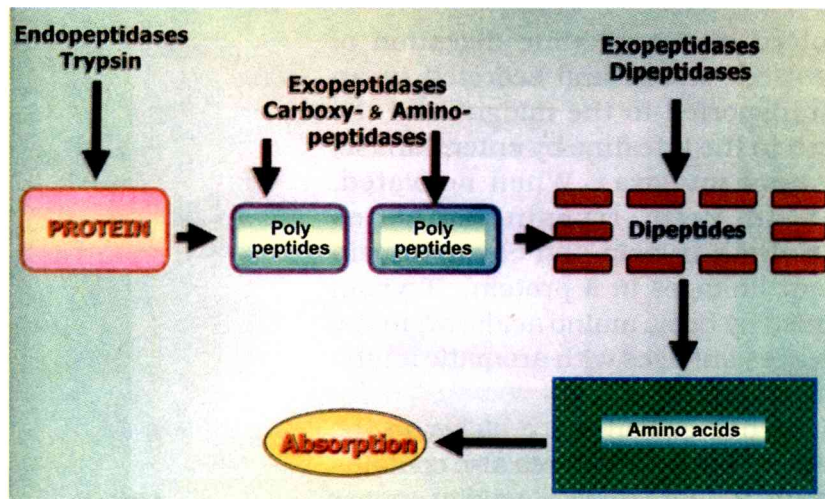 Endopeptidases
Trypsin
Exopeptidases
Carboxy- & Amino-
peptidases
Exopeptidases
Dipeptidases
PROTEIN
Poly
peptides
Poly
peptides
Dipeptides
Amino acids
Absorption